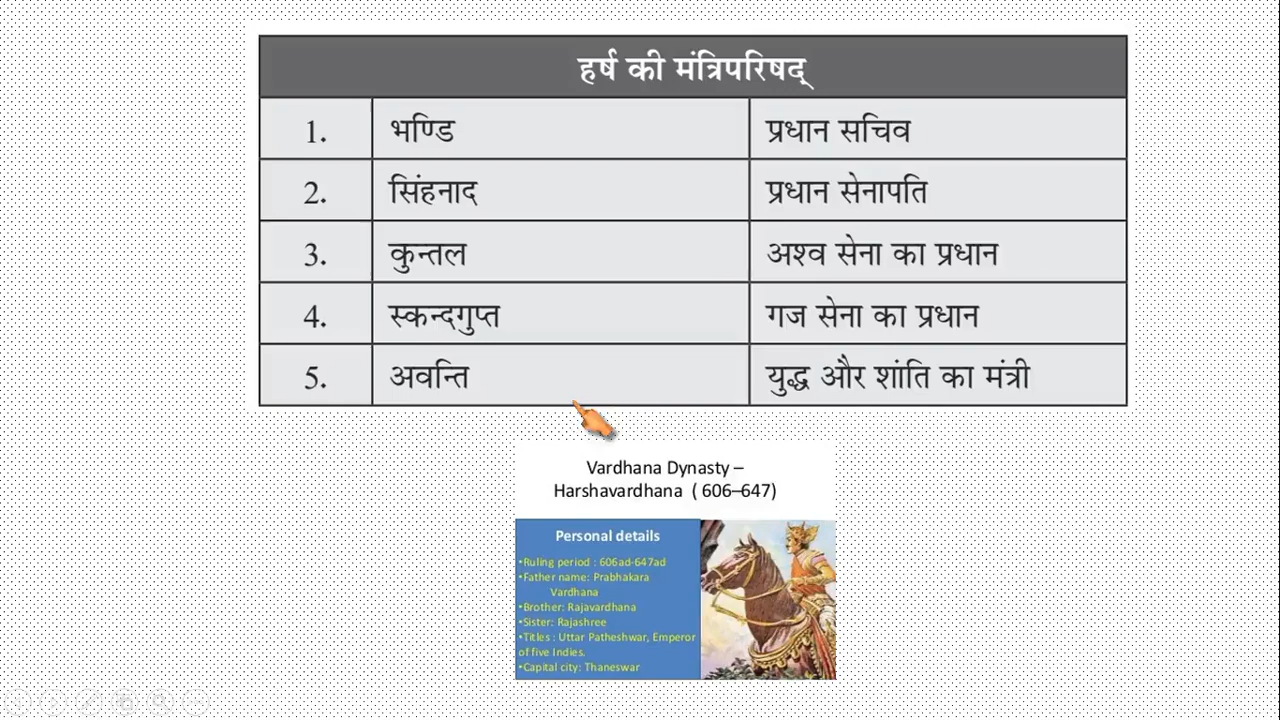 हर्ष की मंत्रिपरिषद्
1. भण्डि प्रधान सचिव
2. सिंहनाद प्रधान सेनापति
3. कुन्तल अश्व सेना का प्रधान
4. स्कन्दगुप्त गज सेना का प्रधान
5. अवन्ति युद्ध और शांति का मंत्री
Vardhana Dynasty –
Harshavardhana ( 606–647)
Personal details
•Ruling period : 606ad-647ad
•Father name: Prabhakara
Vardhana
•Brother: Rajavardhana
•Sister: Rajashree
•Titles : Uttar Patheshwar, Emperor
of five Indies.
•Capital city: Thaneswar